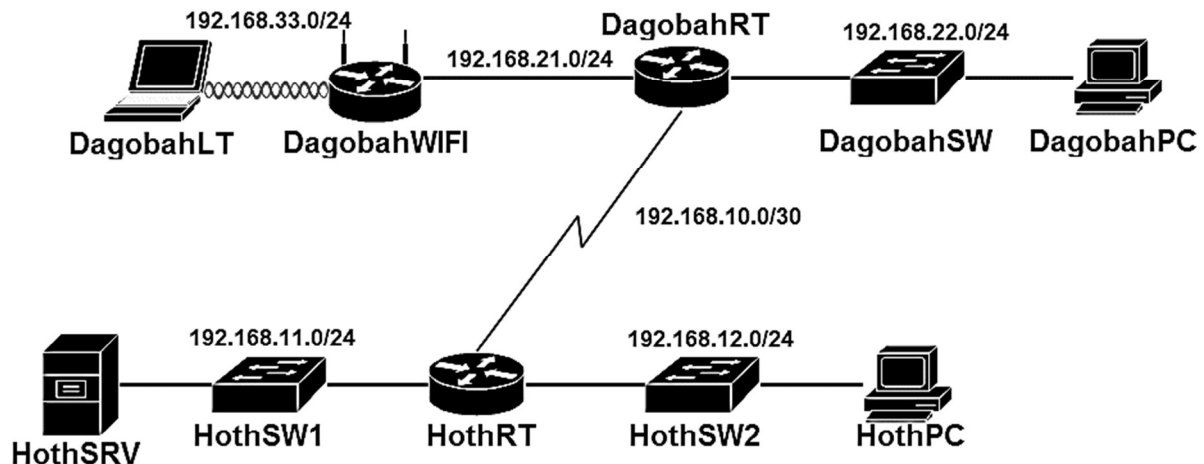 192.168.33.0/24
DagobahRT
192.168.21.0/24
192.168.22.0/24
DagobahLT
DagobahWIFI
DagobahSW
DagobahPC
192.168.10.0/30
192.168.11.0/24
192.168.12.0/24
HothSRV
HothSW1
HothRT
HothSW2
HothPC